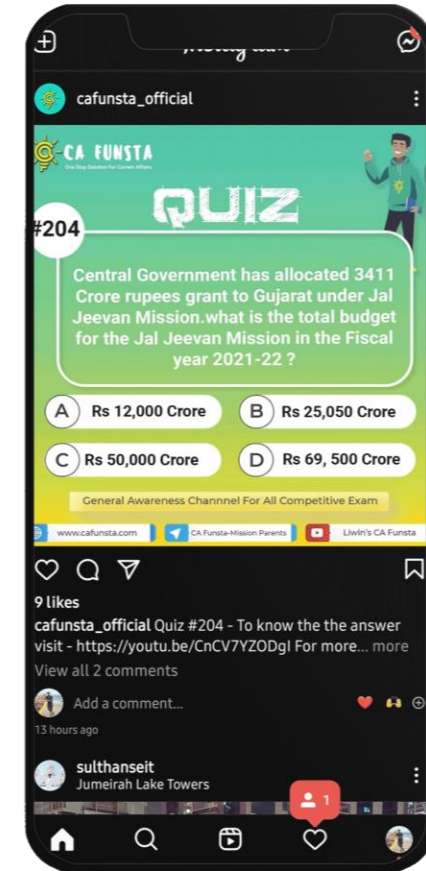 cafunsta_official
CA FUNSTA
One Stop Solution For Current Affairs
QUIZ
#204
Central Government has allocated 3411
Crore rupees grant to Gujarat under Jal
Jeevan Mission.what is the total budget
for the Jal Jeevan Mission in the Fiscal
year 2021-22 ?
A Rs 12,000 Crore
B Rs 25,050 Crore
C Rs 50,000 Crore
D Rs 69, 500 Crore
General Awareness Channnel For All Competitive Exam
www.cafunsta.com CA Funsta-Mission Parents Liwin's CA Funsta
9 likes
cafunsta_official Quiz #204 - To know the the answer
visit - https://youtu.be/CnCV7YZODgI For more... more
View all 2 comments
Add a comment...
13 hours ago
sulthanseit
Jumeirah Lake Towers
1